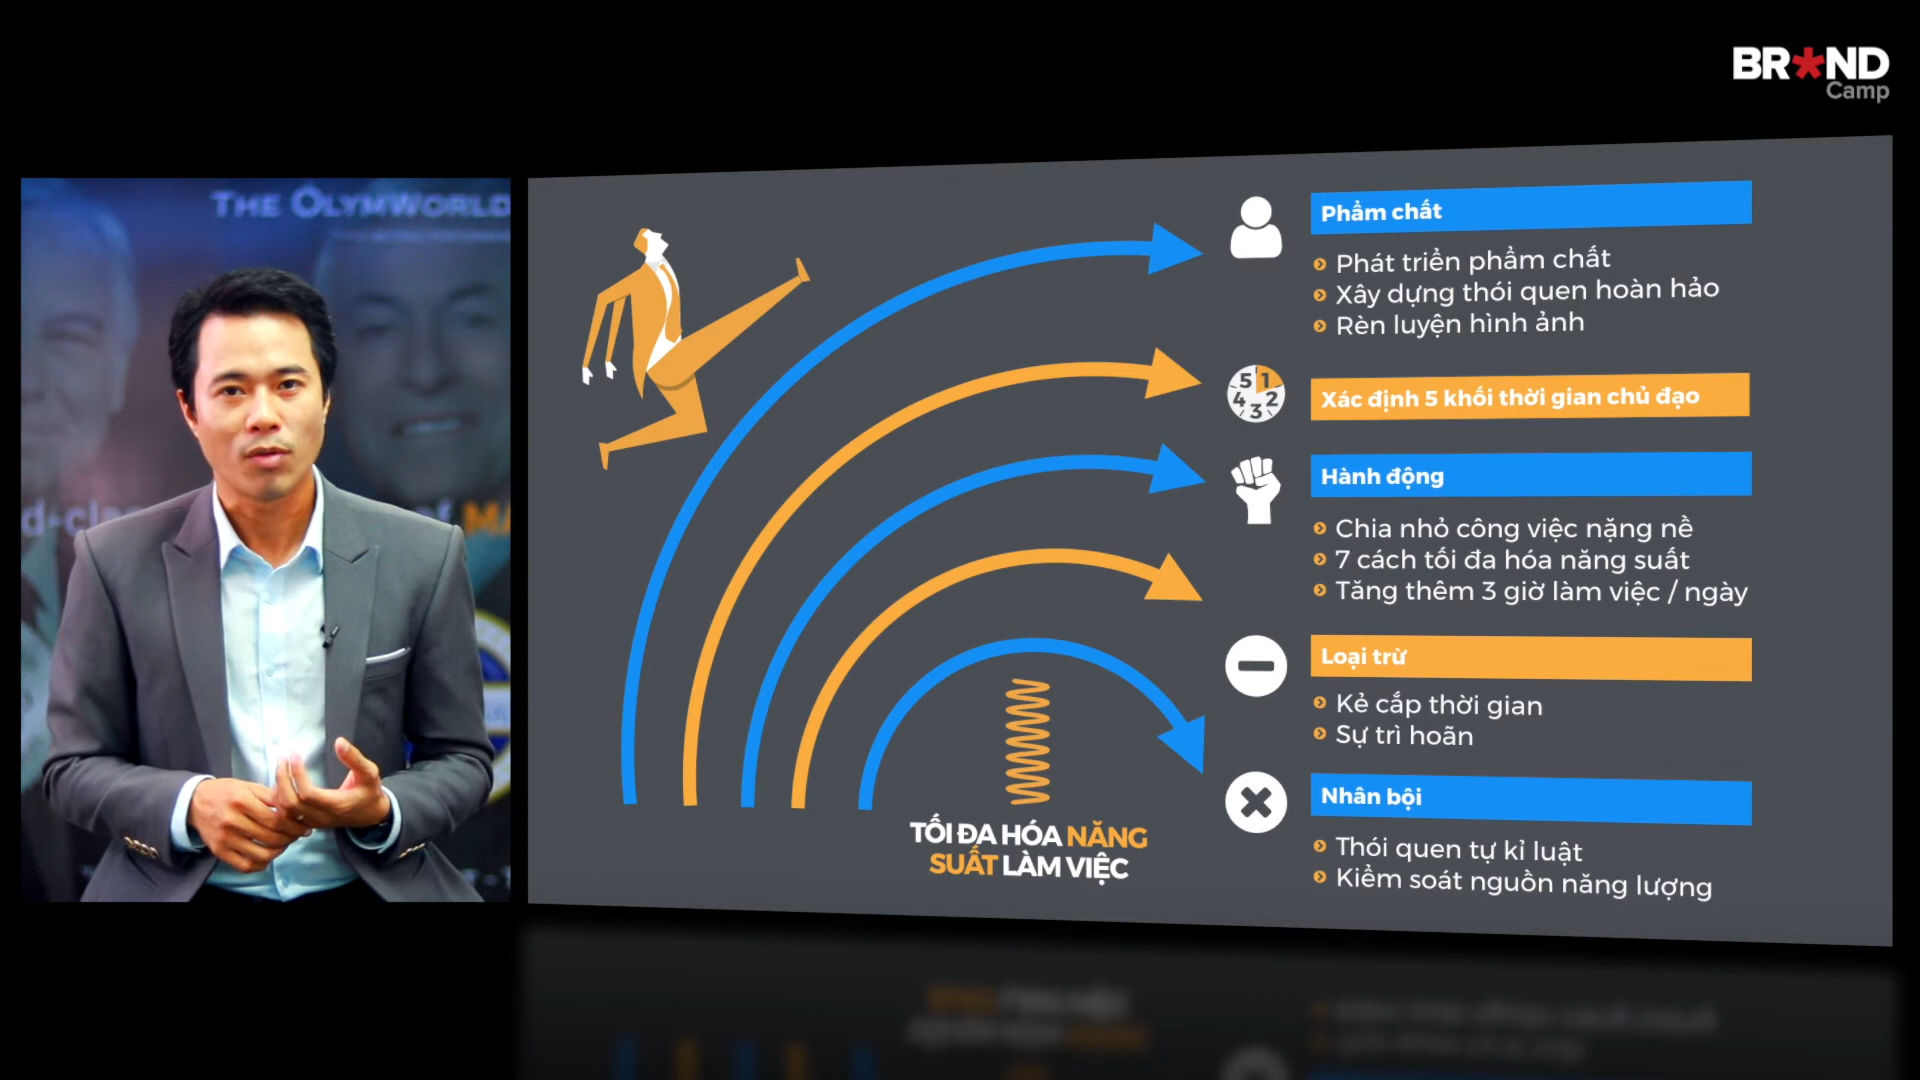 BR*ND
Camp
THE OLYMWORLD
Phẩm chất
Phát triển phẩm chất
Xây dựng thói quen hoàn hảo
Rèn luyện hình ảnh
5 1
4 2
3
Xác định 5 khối thời gian chủ đạo
Hành động
Chia nhỏ công việc nặng nề
7 cách tối đa hóa năng suất
Tăng thêm 3 giờ làm việc / ngày
Loại trừ
Kẻ cắp thời gian
Sự trì hoãn
Nhân bội
Thói quen tự kỉ luật
Kiểm soát nguồn năng lượng
TỐI ĐA HÓA NĂNG
SUẤT LÀM VIỆC